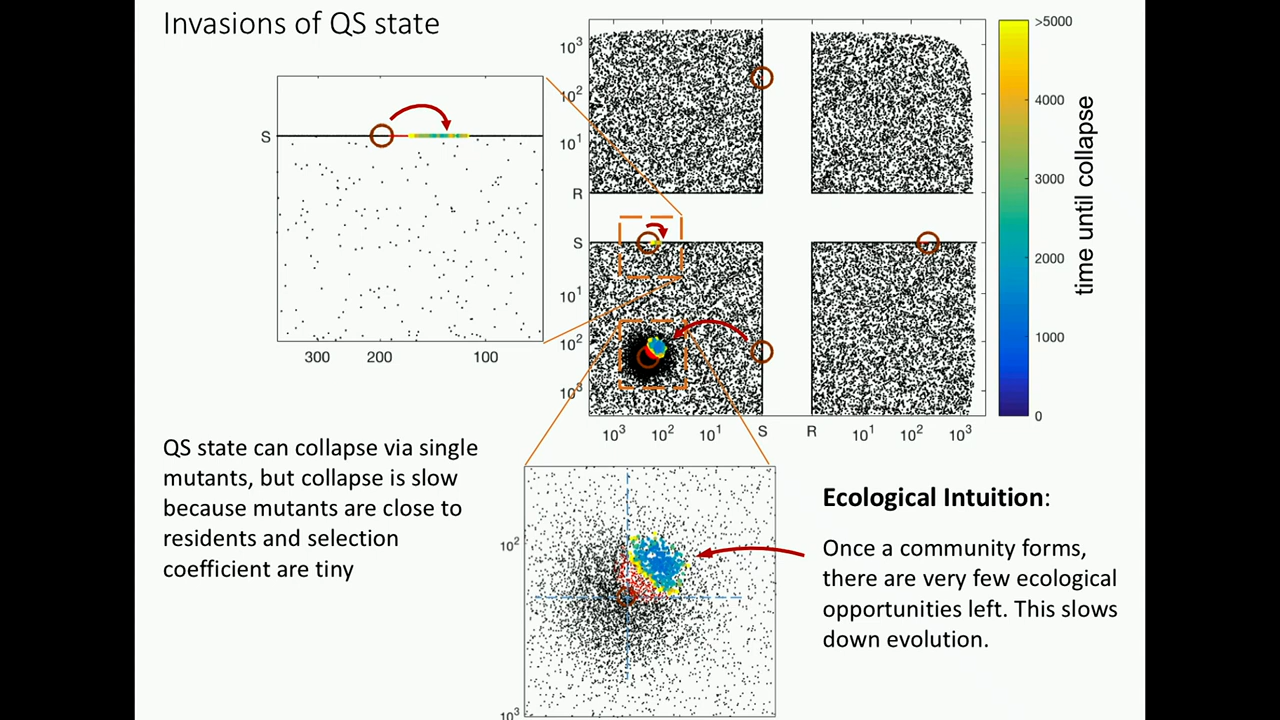 Invasions of QS state
S
300 200 100
10³
10²
10¹
R
S
10¹
10²
10³
10³ 10² 10¹ S R 10¹ 10² 10³
>5000
4000
3000
2000
1000
0
time until collapse
QS state can collapse via single
mutants, but collapse is slow
because mutants are close to
residents and selection
coefficient are tiny
10²
10³
Ecological Intuition:
Once a community forms,
there are very few ecological
opportunities left. This slows
down evolution.